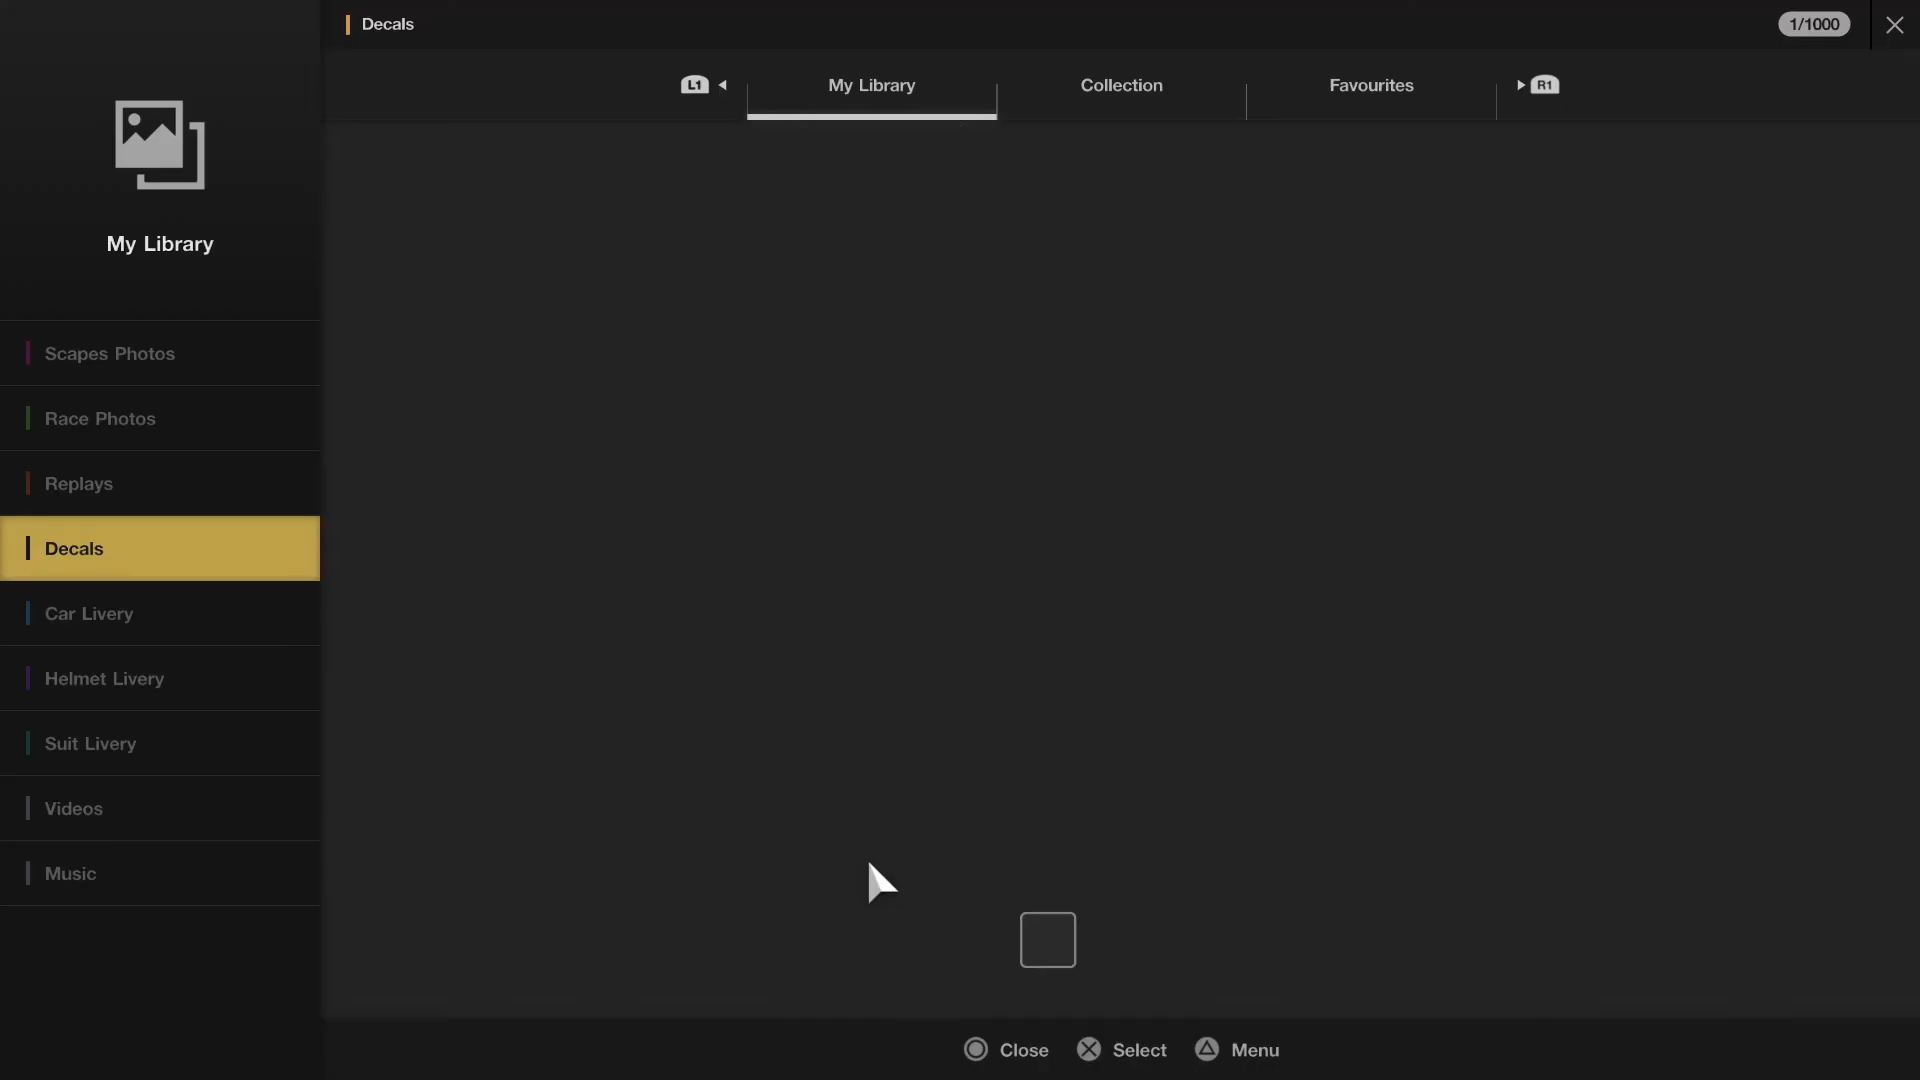 Decals
1/1000
L1
My Library
Collection
Favourites
R1
My Library
Scapes Photos
Race Photos
Replays
Decals
Car Livery
Helmet Livery
Suit Livery
Videos
Music
Close
Select
Menu